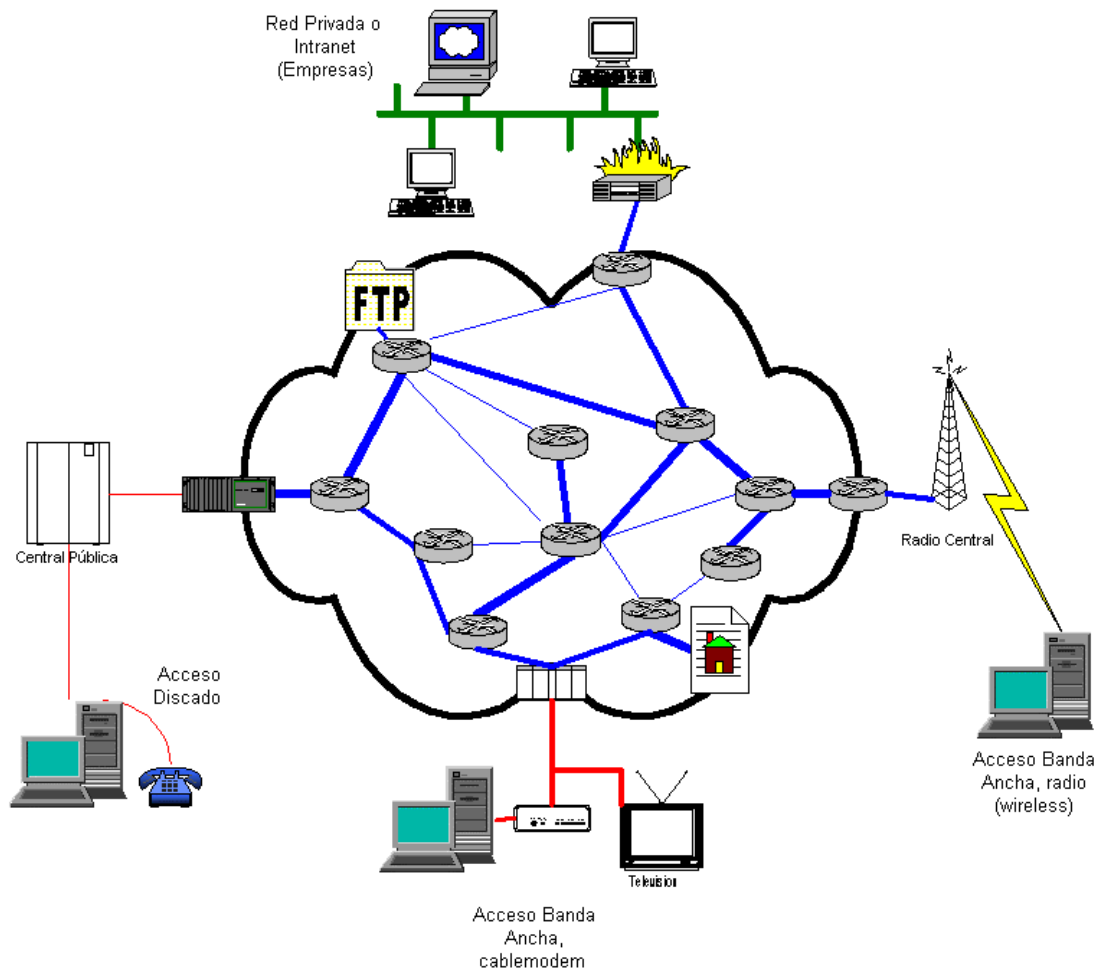 Red Privada o
Intranet
(Empresas)
FTP
Central Pública
Radio Central
Acceso
Discado
Acceso Banda
Ancha, radio
(wireless)
Television
Acceso Banda
Ancha,
cablemodem